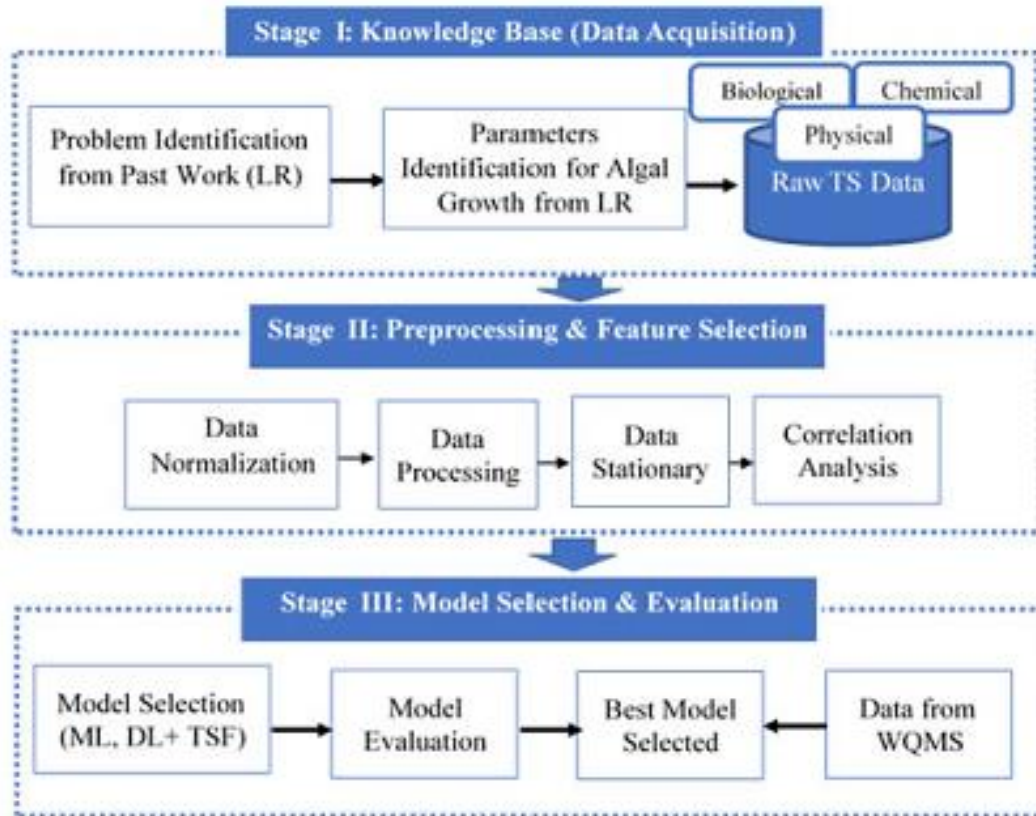 Stage I: Knowledge Base (Data Acquisition)
Problem Identification
from Past Work (LR)
Parameters
Identification for Algal
Growth from LR
Biological
Chemical
Physical
Raw TS Data
Stage II: Preprocessing & Feature Selection
Data
Normalization
Data
Processing
Data
Stationary
Correlation
Analysis
Stage III: Model Selection & Evaluation
Model Selection
(ML, DL+ TSF)
Model
Evaluation
Best Model
Selected
Data from
WQMS